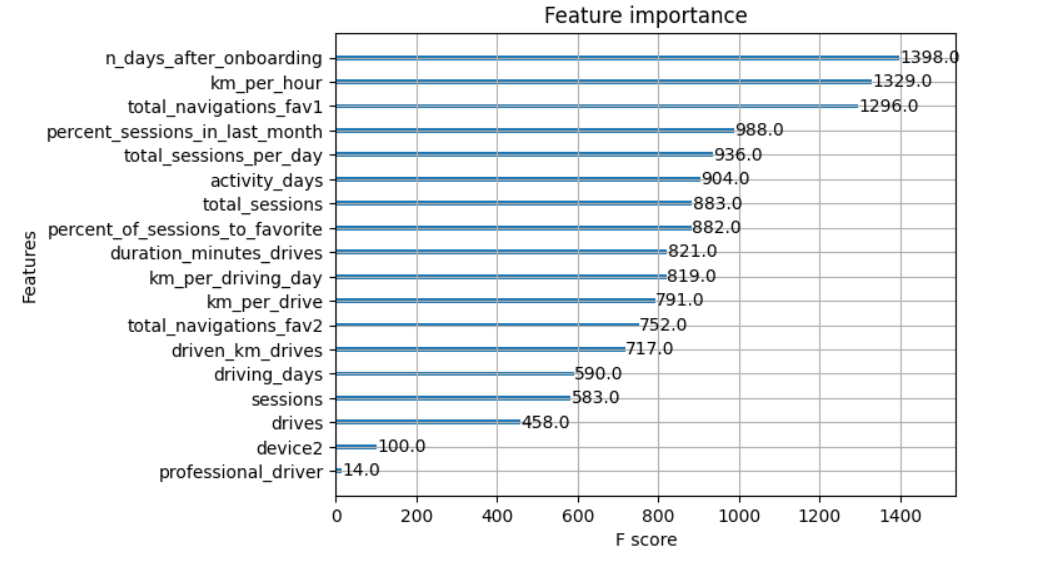 Feature importance
Features
n_days_after_onboarding 1398.0
km_per_hour 1329.0
total_navigations_fav1 1296.0
percent_sessions_in_last_month 988.0
total_sessions_per_day 936.0
activity_days 904.0
total_sessions 883.0
percent_of_sessions_to_favorite 882.0
duration_minutes_drives 821.0
km_per_driving_day 819.0
km_per_drive 791.0
total_navigations_fav2 752.0
driven_km_drives 717.0
driving_days 590.0
sessions 583.0
drives 458.0
device2 100.0
professional_driver 14.0
0 200 400 600 800 1000 1200 1400
F score